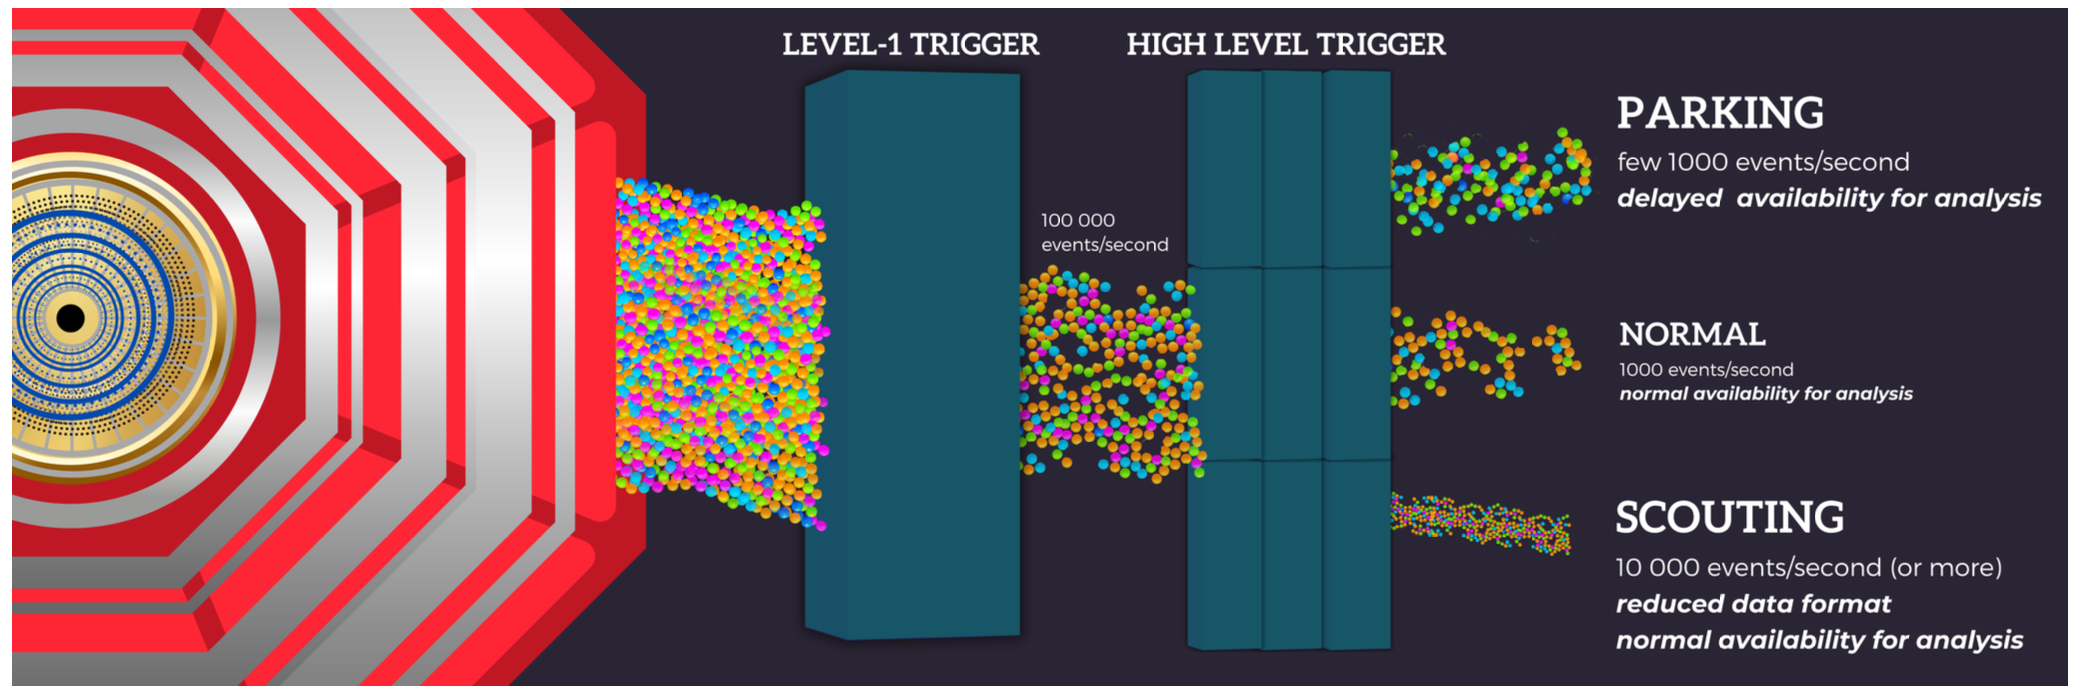 LEVEL-1 TRIGGER
HIGH LEVEL TRIGGER
100 000
events/second
PARKING
few 1000 events/second
delayed availability for analysis
NORMAL
1000 events/second
normal availability for analysis
SCOUTING
10 000 events/second (or more)
reduced data format
normal availability for analysis